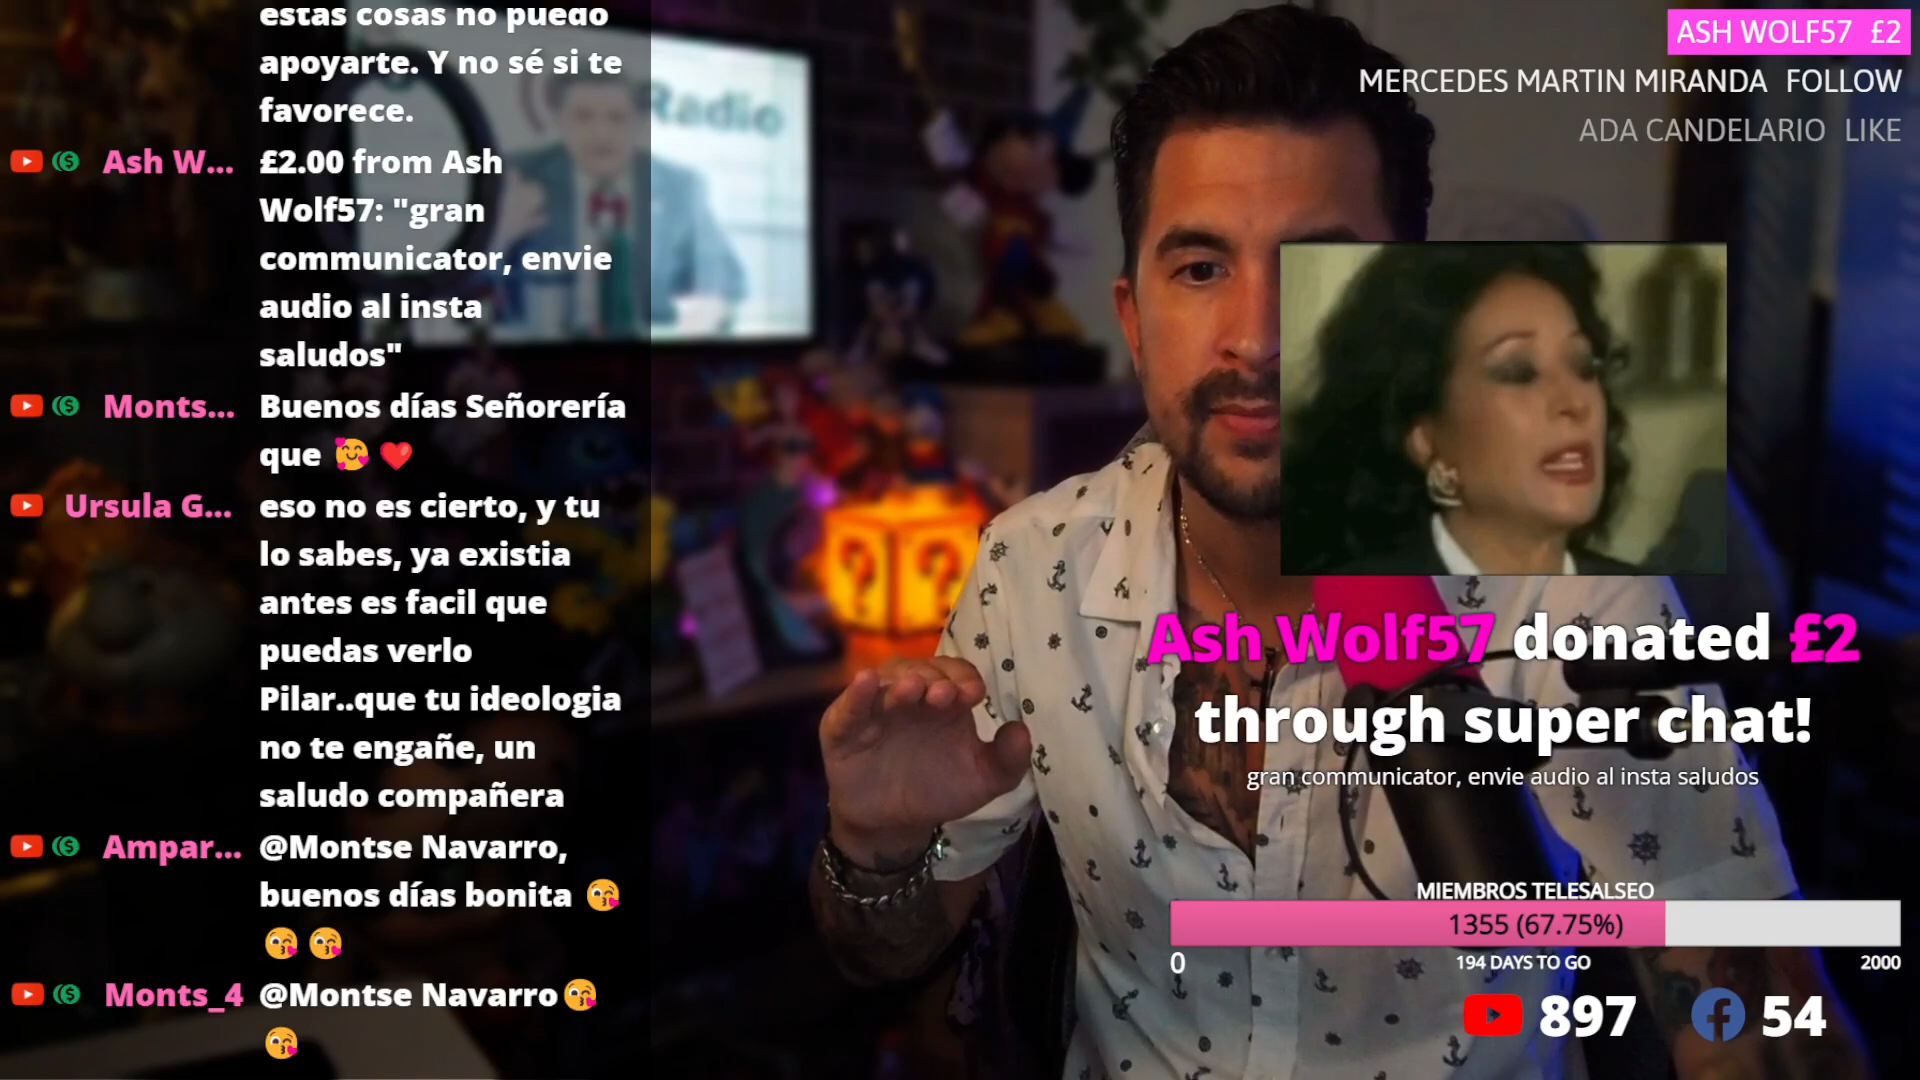 estas cosas no puedo
apoyarte. Y no sé si te
favorece.
Ash W... £2.00 from Ash
Wolf57: "gran
communicator, envie
audio al insta
saludos"
Monts... Buenos días Señorería
que 🥰 ❤️
Ursula G... eso no es cierto, y tu
lo sabes, ya existia
antes es facil que
puedas verlo
Pilar..que tu ideologia
no te engañe, un
saludo compañera
Ampar... @Montse Navarro,
buenos días bonita 😘
😘 😘
Monts_4 @Montse Navarro 😘
😘
Radio
ASH WOLF57 £2
MERCEDES MARTIN MIRANDA FOLLOW
ADA CANDELARIO LIKE
Ash Wolf57 donated £2
through super chat!
gran communicator, envie audio al insta saludos
MIEMBROS TELESALSEO
1355 (67.75%)
0 194 DAYS TO GO 2000
897 54